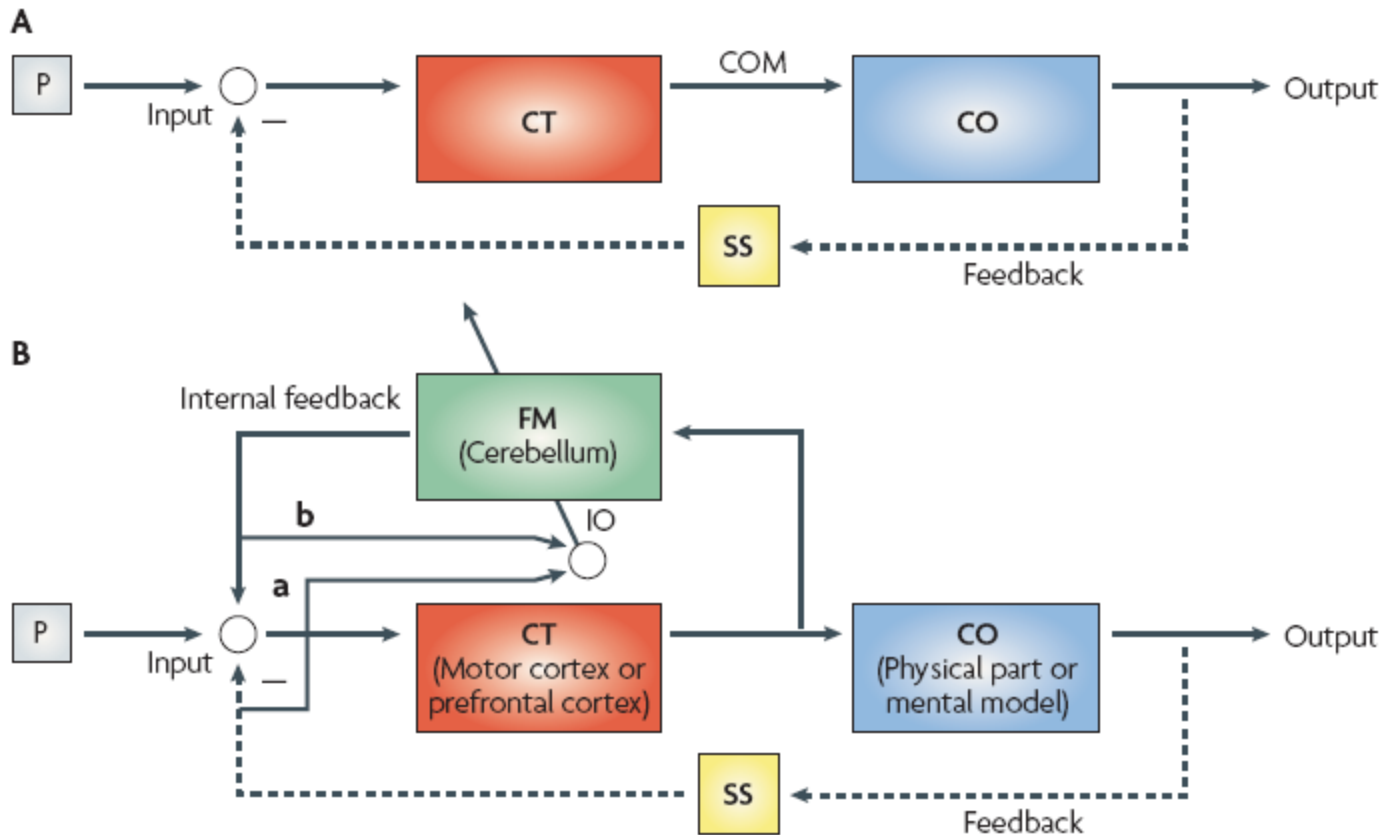 A
P
Input
–
CT
COM
CO
Output
SS
Feedback
B
Internal feedback
FM
(Cerebellum)
b
IO
a
P
Input
–
CT
(Motor cortex or
prefrontal cortex)
CO
(Physical part or
mental model)
Output
SS
Feedback